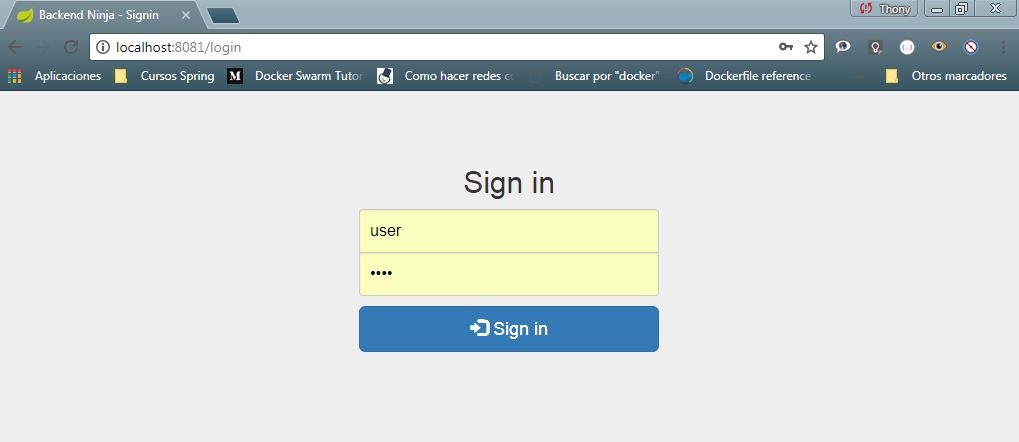 Backend Ninja - Signin
Thony
localhost:8081/login
Aplicaciones
Cursos Spring
M
Docker Swarm Tutor
Como hacer redes co
Buscar por "docker"
Dockerfile reference
Otros marcadores
Sign in
user
••••
Sign in